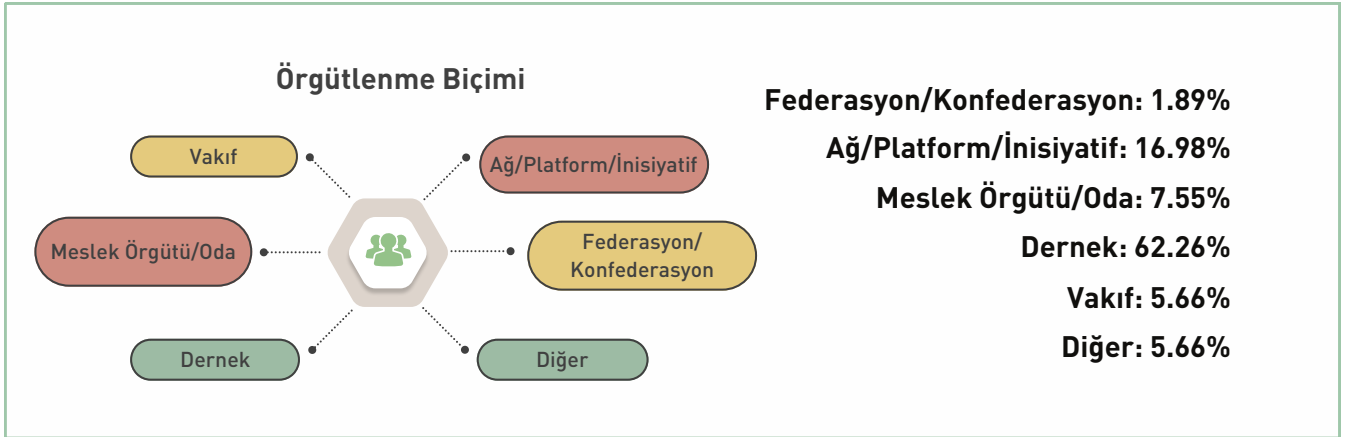 Örgütlenme Biçimi
Vakıf
Ağ/Platform/İnisiyatif
Meslek Örgütü/Oda
Federasyon/
Konfederasyon
Dernek
Diğer
Federasyon/Konfederasyon: 1.89%
Ağ/Platform/İnisiyatif: 16.98%
Meslek Örgütü/Oda: 7.55%
Dernek: 62.26%
Vakıf: 5.66%
Diğer: 5.66%